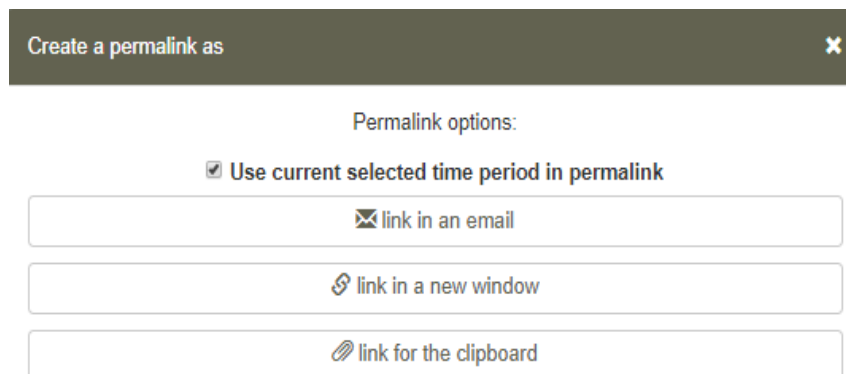 Create a permalink as
Permalink options:
Use current selected time period in permalink
link in an email
link in a new window
link for the clipboard